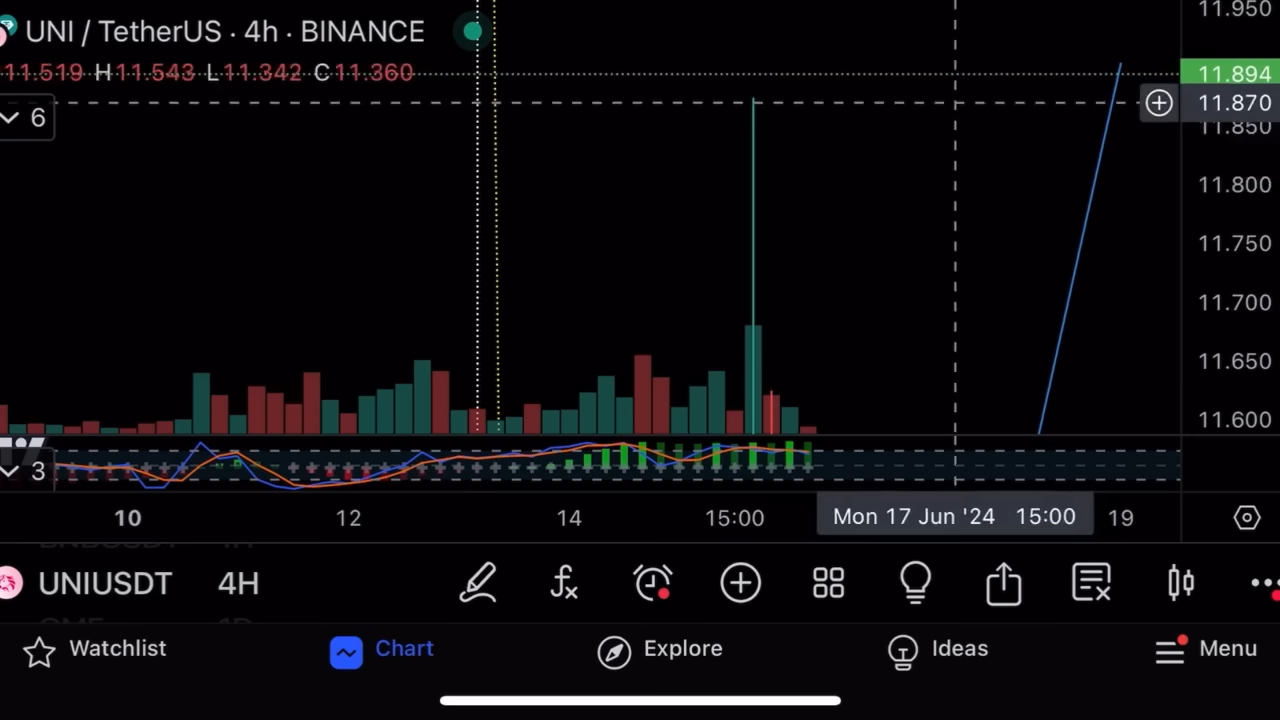 11.950
UNI / TetherUS · 4h · BINANCE
11.519 H11.543 L11.342 C11.360
11.894
11.870
6
11.850
11.800
11.750
11.700
11.650
11.600
3
10 12 14 15:00 Mon 17 Jun '24 15:00 19
UNIUSDT 4H
Watchlist Chart Explore Ideas Menu